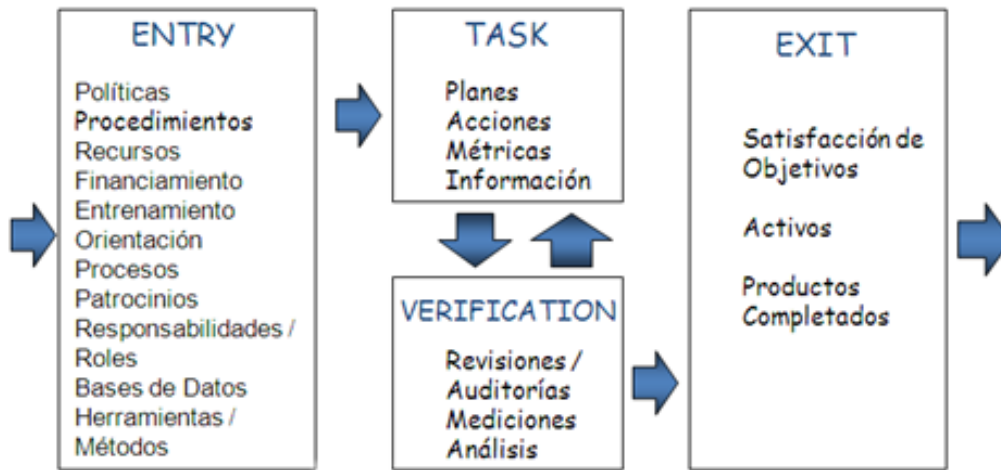 ENTRY
Políticas
Procedimientos
Recursos
Financiamiento
Entrenamiento
Orientación
Procesos
Patrocinios
Responsabilidades /
Roles
Bases de Datos
Herramientas /
Métodos
TASK
Planes
Acciones
Métricas
Información
VERIFICATION
Revisiones /
Auditorías
Mediciones
Análisis
EXIT
Satisfacción de
Objetivos
Activos
Productos
Completados